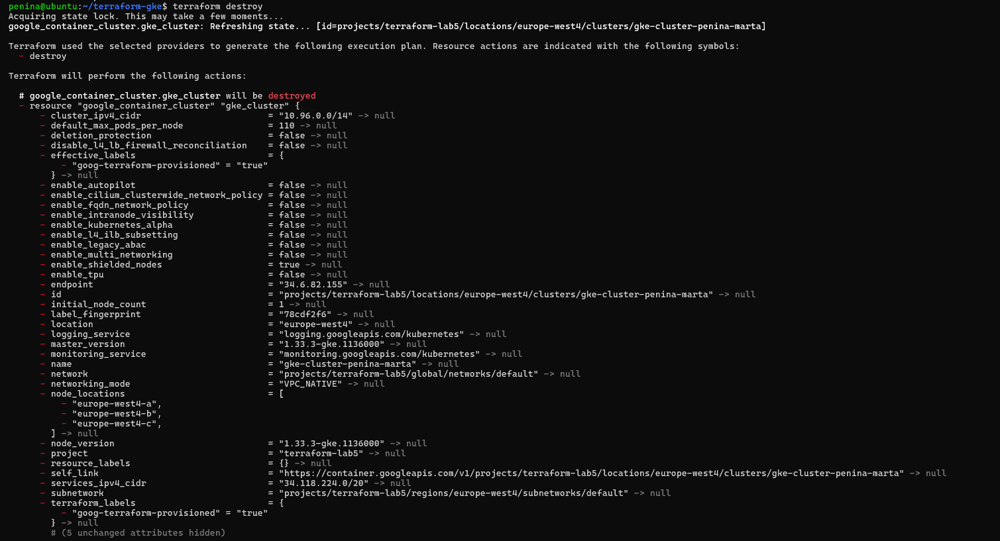 penina@ubuntu:~/terraform-gke$ terraform destroy
Acquiring state lock. This may take a few moments...
google_container_cluster.gke_cluster: Refreshing state... [id=projects/terraform-lab5/locations/europe-west4/clusters/gke-cluster-penina-marta]

Terraform used the selected providers to generate the following execution plan. Resource actions are indicated with the following symbols:
  - destroy

Terraform will perform the following actions:

  # google_container_cluster.gke_cluster will be destroyed
  - resource "google_container_cluster" "gke_cluster" {
      - cluster_ipv4_cidr                        = "10.96.0.0/14" -> null
      - default_max_pods_per_node                = 110 -> null
      - deletion_protection                      = false -> null
      - disable_l4_lb_firewall_reconciliation    = false -> null
      - effective_labels                         = {
          - "goog-terraform-provisioned" = "true"
        } -> null
      - enable_autopilot                         = false -> null
      - enable_cilium_clusterwide_network_policy = false -> null
      - enable_fqdn_network_policy               = false -> null
      - enable_intranode_visibility              = false -> null
      - enable_kubernetes_alpha                  = false -> null
      - enable_l4_ilb_subsetting                 = false -> null
      - enable_legacy_abac                       = false -> null
      - enable_multi_networking                  = false -> null
      - enable_shielded_nodes                    = true -> null
      - enable_tpu                               = false -> null
      - endpoint                                 = "34.6.82.155" -> null
      - id                                       = "projects/terraform-lab5/locations/europe-west4/clusters/gke-cluster-penina-marta" -> null
      - initial_node_count                       = 1 -> null
      - label_fingerprint                        = "78cdf2f6" -> null
      - location                                 = "europe-west4" -> null
      - logging_service                          = "logging.googleapis.com/kubernetes" -> null
      - master_version                           = "1.33.3-gke.1136000" -> null
      - monitoring_service                       = "monitoring.googleapis.com/kubernetes" -> null
      - name                                     = "gke-cluster-penina-marta" -> null
      - network                                  = "projects/terraform-lab5/global/networks/default" -> null
      - networking_mode                          = "VPC_NATIVE" -> null
      - node_locations                           = [
          - "europe-west4-a",
          - "europe-west4-b",
          - "europe-west4-c",
        ] -> null
      - node_version                             = "1.33.3-gke.1136000" -> null
      - project                                  = "terraform-lab5" -> null
      - resource_labels                          = {} -> null
      - self_link                                = "https://container.googleapis.com/v1/projects/terraform-lab5/locations/europe-west4/clusters/gke-cluster-penina-marta" -> null
      - services_ipv4_cidr                       = "34.118.224.0/20" -> null
      - subnetwork                               = "projects/terraform-lab5/regions/europe-west4/subnetworks/default" -> null
      - terraform_labels                         = {
          - "goog-terraform-provisioned" = "true"
        } -> null
        # (5 unchanged attributes hidden)